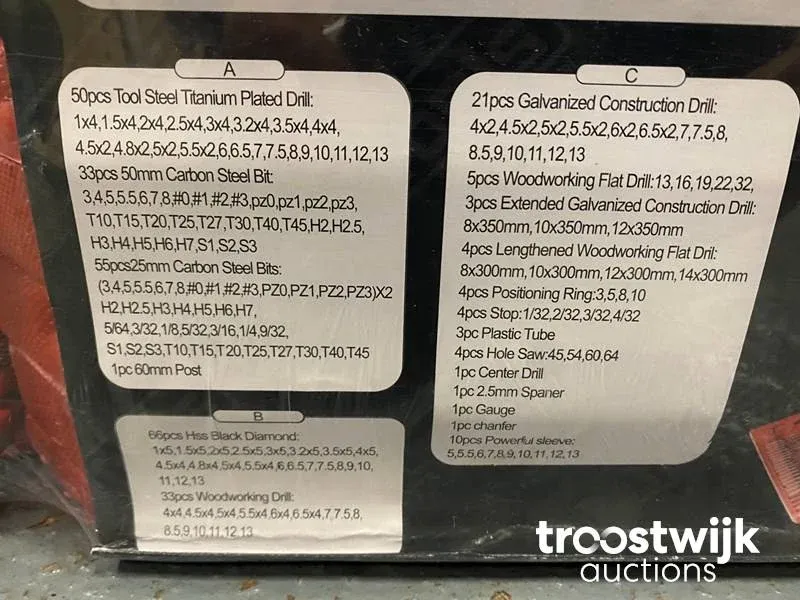 A
50pcs Tool Steel Titanium Plated Drill:
1x4,1.5x4,2x4,2.5x4,3x4,3.2x4,3.5x4,4x4,
4.5x2,4.8x2,5x2,5.5x2,6,6.5,7,7.5,8,9,10,11,12,13
33pcs 50mm Carbon Steel Bit:
3,4,5,5.5,6,7,8,#0,#1,#2,#3,pz0,pz1,pz2,pz3,
T10,T15,T20,T25,T27,T30,T40,T45,H2,H2.5,
H3,H4,H5,H6,H7,S1,S2,S3
55pcs25mm Carbon Steel Bits:
(3,4,5,5.5,6,7,8,#0,#1,#2,#3,PZ0,PZ1,PZ2,PZ3)X2
H2,H2.5,H3,H4,H5,H6,H7,
5/64,3/32,1/8,5/32,3/16,1/4,9/32,
S1,S2,S3,T10,T15,T20,T25,T27,T30,T40,T45
1pc 60mm Post
B
66pcs Hss Black Diamond:
1x5,1.5x5,2x5,2.5x5,3x5,3.2x5,3.5x5,4x5,
4.5x4,4.8x4,5x4,5.5x4,6,6.5,7,7.5,8,9,10,
11,12,13
33pcs Woodworking Drill:
4x4,4.5x4,5x4,5.5x4,6x4,6.5x4,7,7.5,8,
8.5,9,10,11,12,13
C
21pcs Galvanized Construction Drill:
4x2,4.5x2,5x2,5.5x2,6x2,6.5x2,7,7.5,8,
8.5,9,10,11,12,13
5pcs Woodworking Flat Drill:13,16,19,22,32,
3pcs Extended Galvanized Construction Drill:
8x350mm,10x350mm,12x350mm
4pcs Lengthened Woodworking Flat Dril:
8x300mm,10x300mm,12x300mm,14x300mm
4pcs Positioning Ring:3,5,8,10
4pcs Stop:1/32,2/32,3/32,4/32
3pc Plastic Tube
4pcs Hole Saw:45,54,60,64
1pc Center Drill
1pc 2.5mm Spaner
1pc Gauge
1pc chanfer
10pcs Powerful sleeve:
5,5.5,6,7,8,9,10,11,12,13
troostwijk
auctions